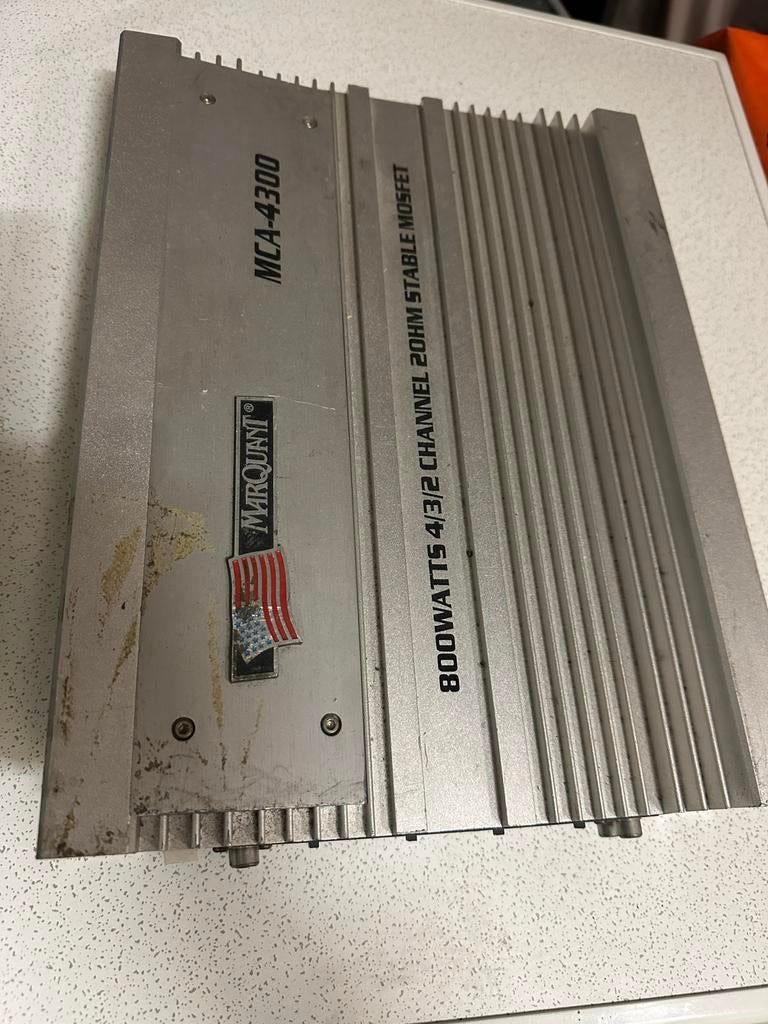 MCA-4300
MARQUANT®
800WATTS 4/3/2 CHANNEL 2OHM STABLE MOSFET